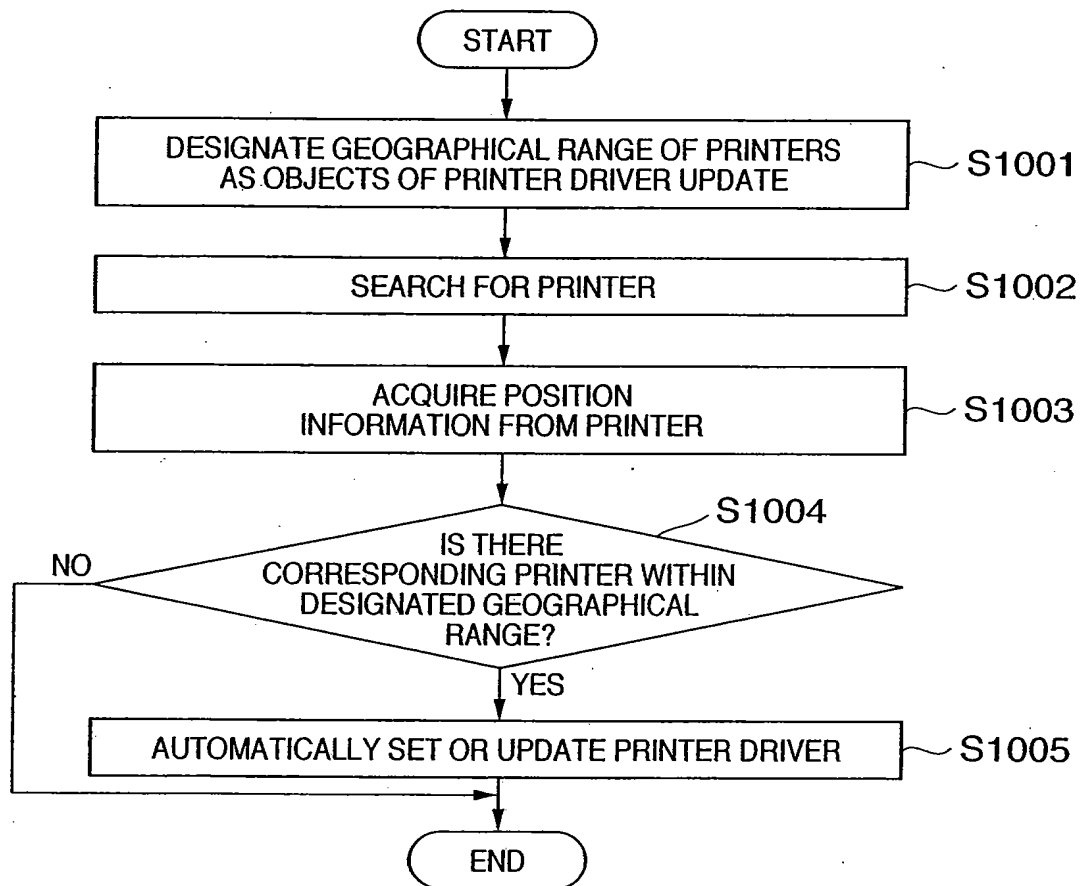 START
DESIGNATE GEOGRAPHICAL RANGE OF PRINTERS
AS OBJECTS OF PRINTER DRIVER UPDATE
S1001
SEARCH FOR PRINTER
S1002
ACQUIRE POSITION
INFORMATION FROM PRINTER
S1003
S1004
IS THERE
CORRESPONDING PRINTER WITHIN
DESIGNATED GEOGRAPHICAL
RANGE?
NO
YES
AUTOMATICALLY SET OR UPDATE PRINTER DRIVER
S1005
END